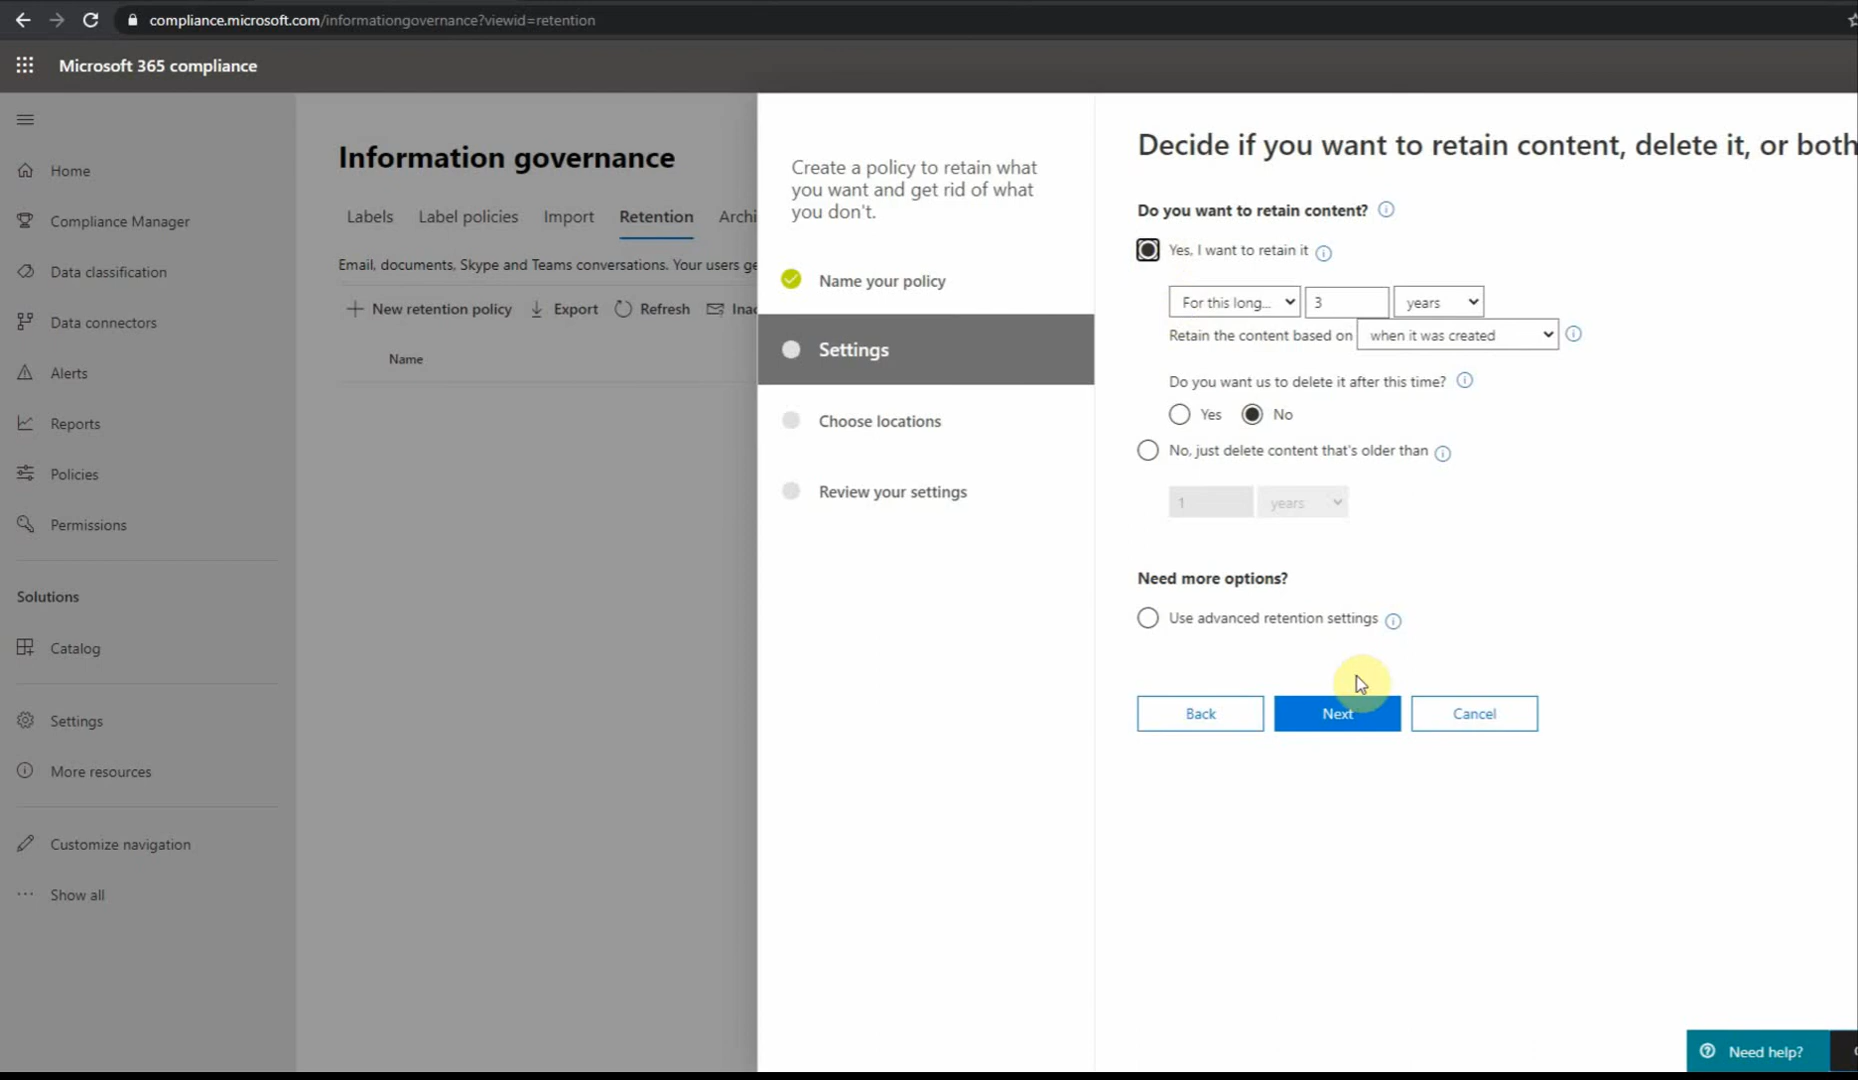 compliance.microsoft.com/informationgovernance?viewid=retention
Microsoft 365 compliance
Home
Compliance Manager
Data classification
Data connectors
Alerts
Reports
Policies
Permissions
Solutions
Catalog
Settings
More resources
Customize navigation
Show all
Information governance
Labels Label policies Import Retention Archi
Email, documents, Skype and Teams conversations. Your users ge
New retention policy Export Refresh Inac
Name
Create a policy to retain what
you want and get rid of what
you don't.
Name your policy
Settings
Choose locations
Review your settings
Decide if you want to retain content, delete it, or both
Do you want to retain content?
Yes, I want to retain it
For this long... 3 years
Retain the content based on when it was created
Do you want us to delete it after this time?
Yes No
No, just delete content that's older than
1 years
Need more options?
Use advanced retention settings
Back Next Cancel
Need help?